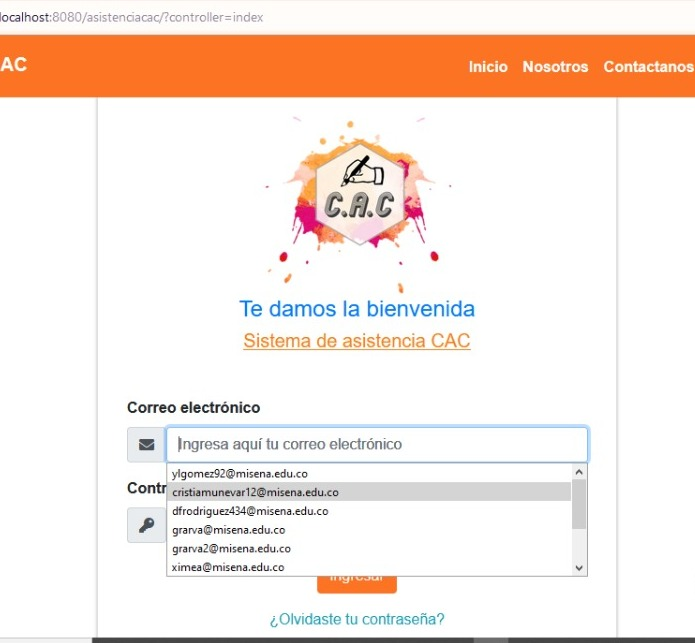 localhost:8080/asistenciacac/?controller=index
AC
Inicio Nosotros Contactanos
C.A.C
Te damos la bienvenida
Sistema de asistencia CAC
Correo electrónico
Ingresa aquí tu correo electrónico
ylgomez92@misena.edu.co
Contr
cristiamunevar12@misena.edu.co
dfrodriguez434@misena.edu.co
grarva@misena.edu.co
grarva2@misena.edu.co
ximea@misena.edu.co
Ingresar
¿Olvidaste tu contraseña?